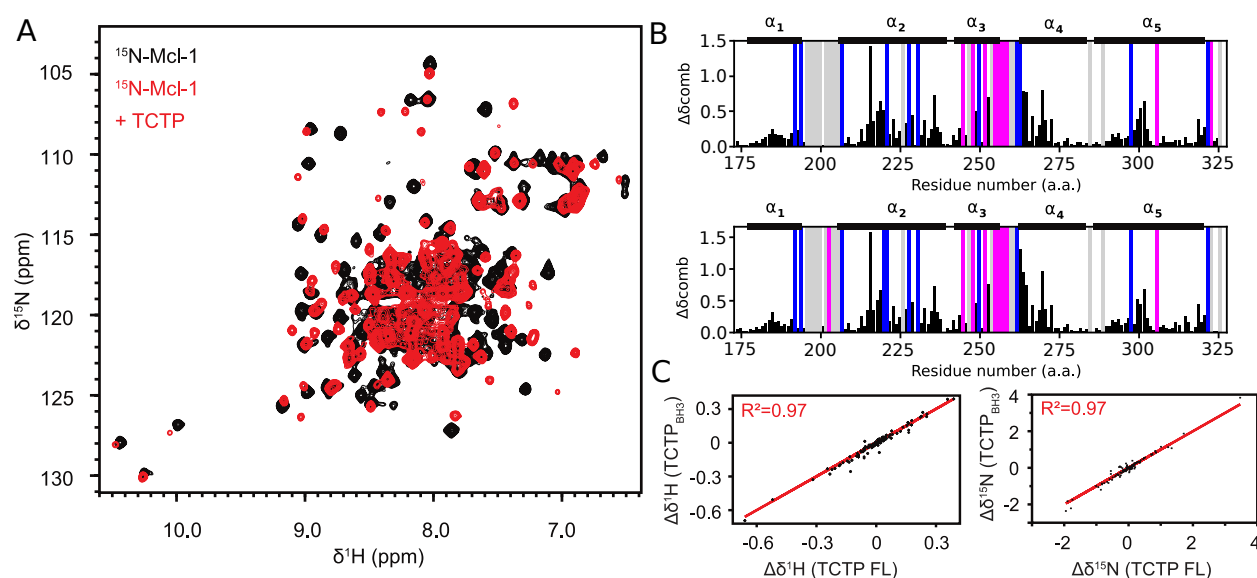 A
¹⁵N-Mcl-1
¹⁵N-Mcl-1
+ TCTP
105
110
115
120
125
130
δ¹⁵N (ppm)
10.0 9.0 8.0 7.0
δ¹H (ppm)
B
α₁ α₂ α₃ α₄ α₅
1.5
1.0
0.5
0.0
Δδcomb
175 200 225 250 275 300 325
Residue number (a.a.)
α₁ α₂ α₃ α₄ α₅
1.5
1.0
0.5
0.0
Δδcomb
175 200 225 250 275 300 325
Residue number (a.a.)
C
R²=0.97
0.3
0
-0.3
-0.6
Δδ¹H (TCTP_BH3)
-0.6 -0.3 0 0.3
Δδ¹H (TCTP FL)
R²=0.97
4
2
0
-2
Δδ¹⁵N (TCTP_BH3)
-2 0 2 4
Δδ¹⁵N (TCTP FL)